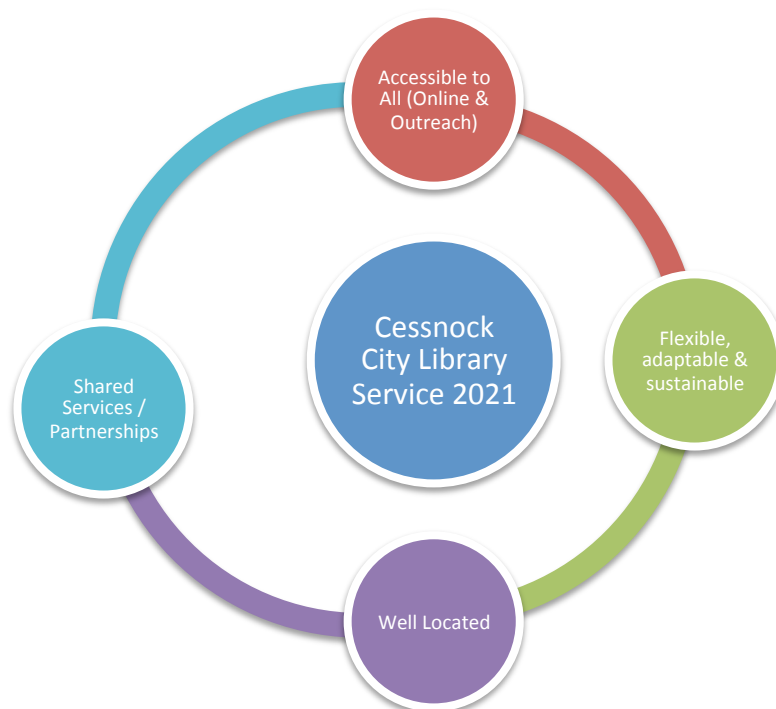 Accessible to
All (Online &
Outreach)
Cessnock
City Library
Service 2021
Flexible,
adaptable &
sustainable
Shared
Services /
Partnerships
Well Located